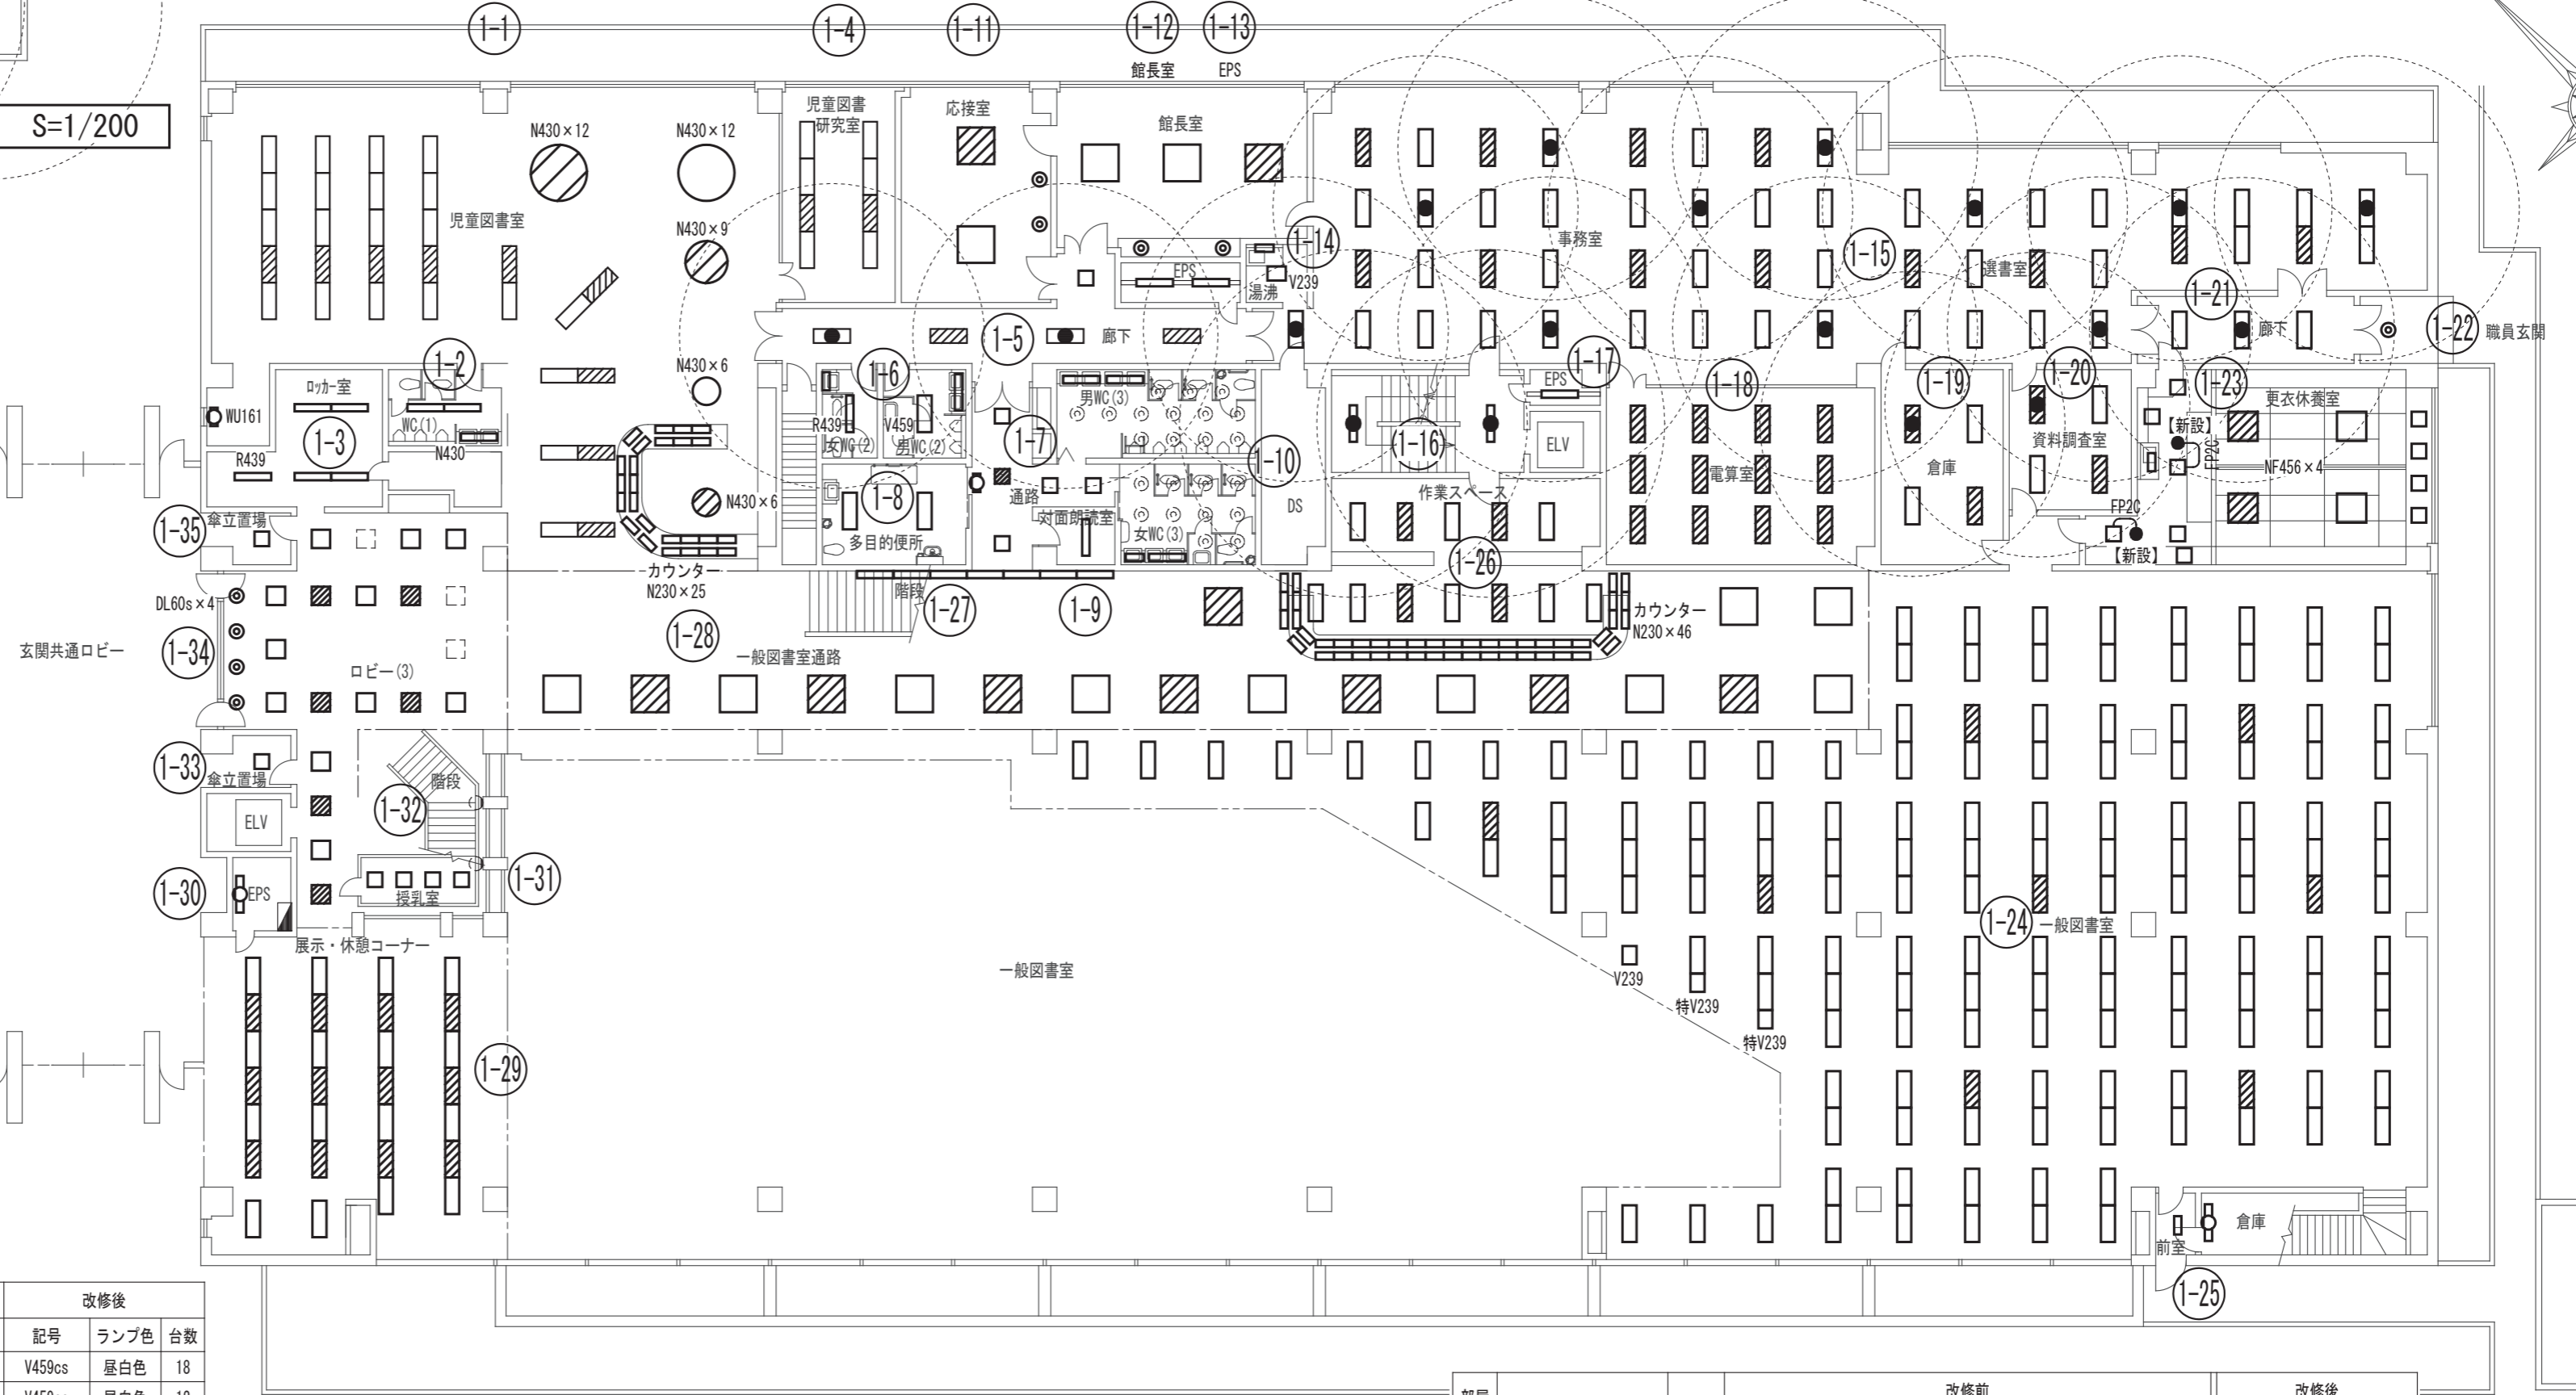 1-1
1-4
1-11
1-12
1-13
館長室
EPS
S=1/200
児童図書
研究室
応接室
館長室
N430×12
N430×12
児童図書室
N430×9
1-14
事務室
1-15
選書室
EPS
湯沸
V239
1-21
1-5
廊下
廊下
1-22
職員玄関
1-2
N430×6
1-6
1-17
EPS
1-18
1-19
1-20
1-23
ロッカー室
WU161
WC(1)
1-3
N430
R439
R439
女WC(2)
V459
男WC(2)
男WC(3)
1-7
1-10
1-16
ELV
電算室
倉庫
資料調査室
更衣休養室
【新設】
FP2C
NF456×4
N430×6
1-8
多目的便所
通路
対面朗読室
女WC(3)
DS
作業スペース
FP2C
【新設】
1-35
傘立置場
カウンター
N230×25
階段
1-27
1-9
1-26
カウンター
N230×46
DL60s×4
1-34
玄関共通ロビー
ロビー(3)
1-28
一般図書室通路
1-33
傘立置場
階段
1-32
ELV
1-30
EPS
授乳室
1-31
展示・休憩コーナー
1-24
一般図書室
一般図書室
V239
特V239
特V239
1-29
倉庫
前室
1-25
改修後
記号 ランプ色 台数
V459cs 昼白色 18
改修前
改修後